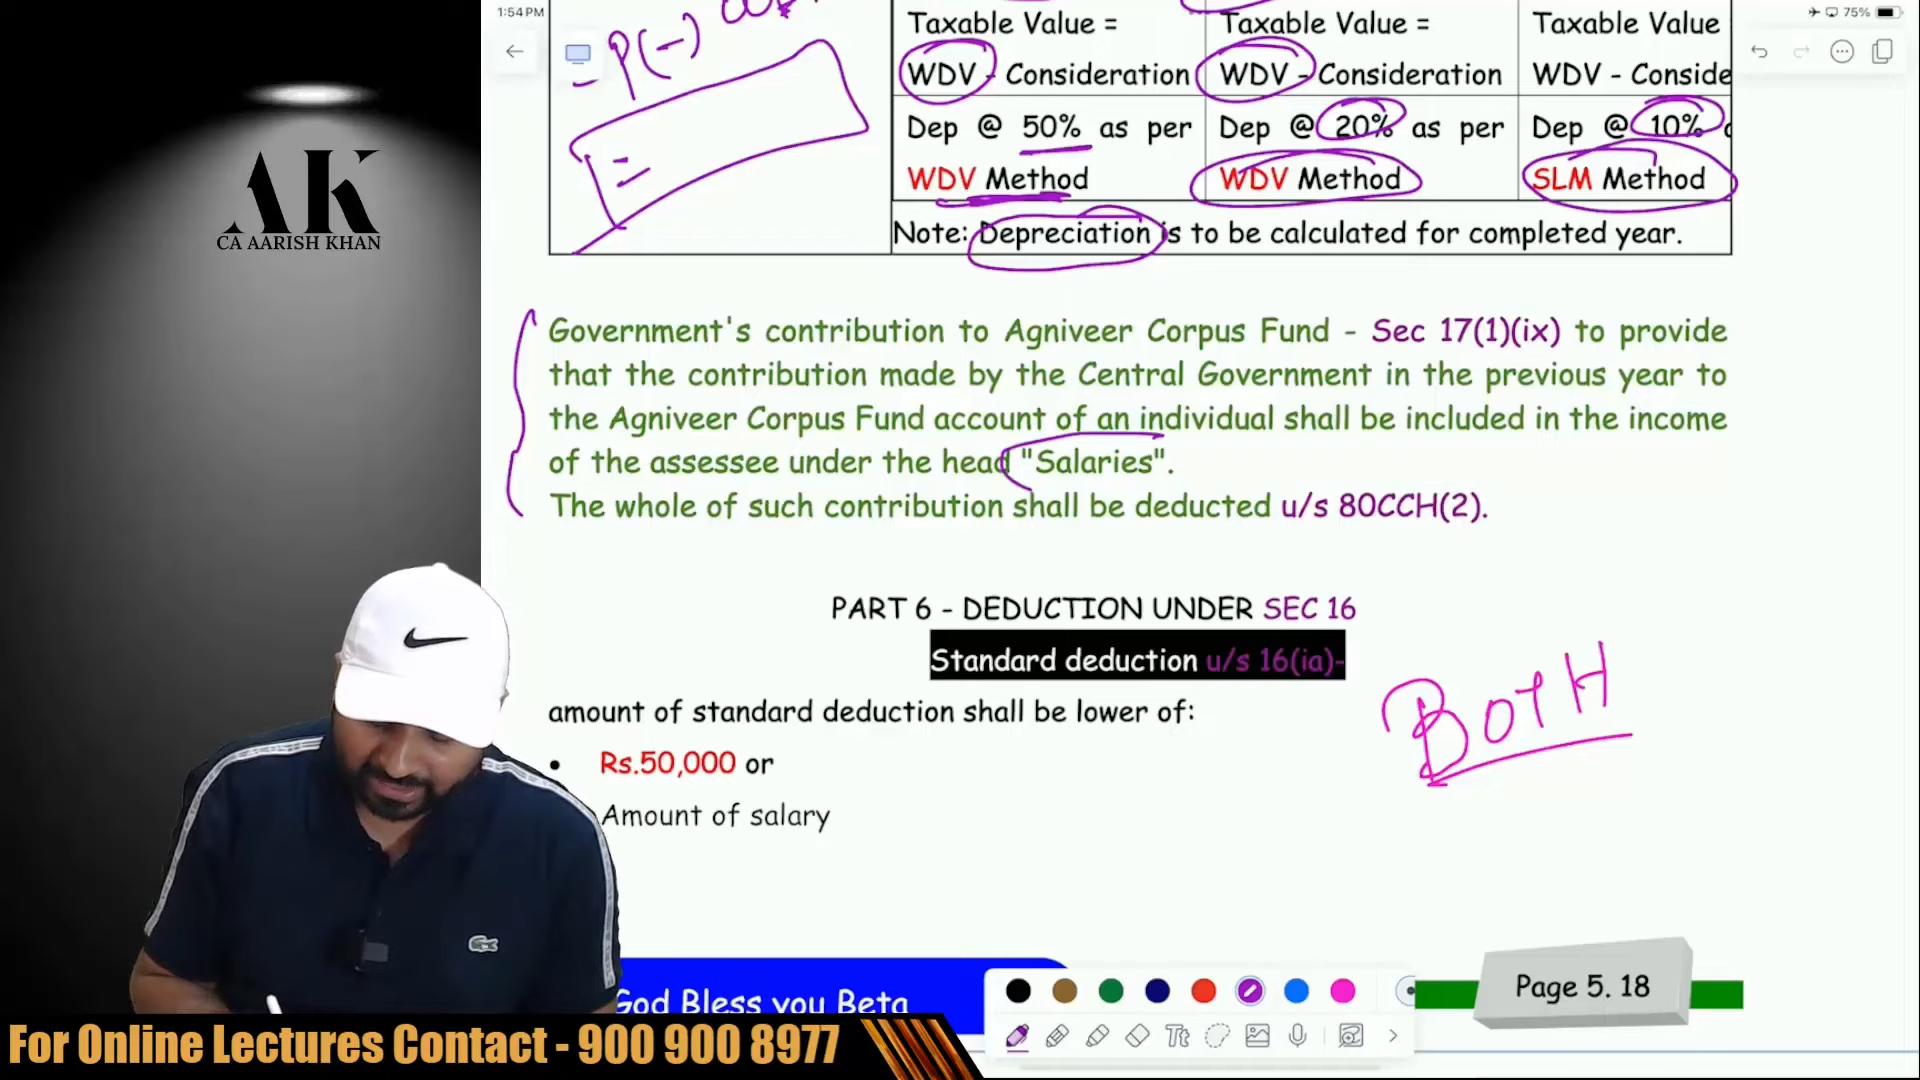 1:54PM
75%
- P(-)
=
Taxable Value =
WDV - Consideration
Taxable Value =
WDV - Consideration
Taxable Value
WDV - Conside
Dep @ 50% as per
WDV Method
Dep @ 20% as per
WDV Method
Dep @ 10%
SLM Method
Note: Depreciation is to be calculated for completed year.
AK
CA AARISH KHAN
Government's contribution to Agniveer Corpus Fund - Sec 17(1)(ix) to provide
that the contribution made by the Central Government in the previous year to
the Agniveer Corpus Fund account of an individual shall be included in the income
of the assessee under the head "Salaries".
The whole of such contribution shall be deducted u/s 80CCH(2).
PART 6 - DEDUCTION UNDER SEC 16
Standard deduction u/s 16(ia)-
amount of standard deduction shall be lower of:
• Rs.50,000 or
Amount of salary
BOTH
God Bless you Beta
Tt
Page 5. 18
For Online Lectures Contact - 900 900 8977